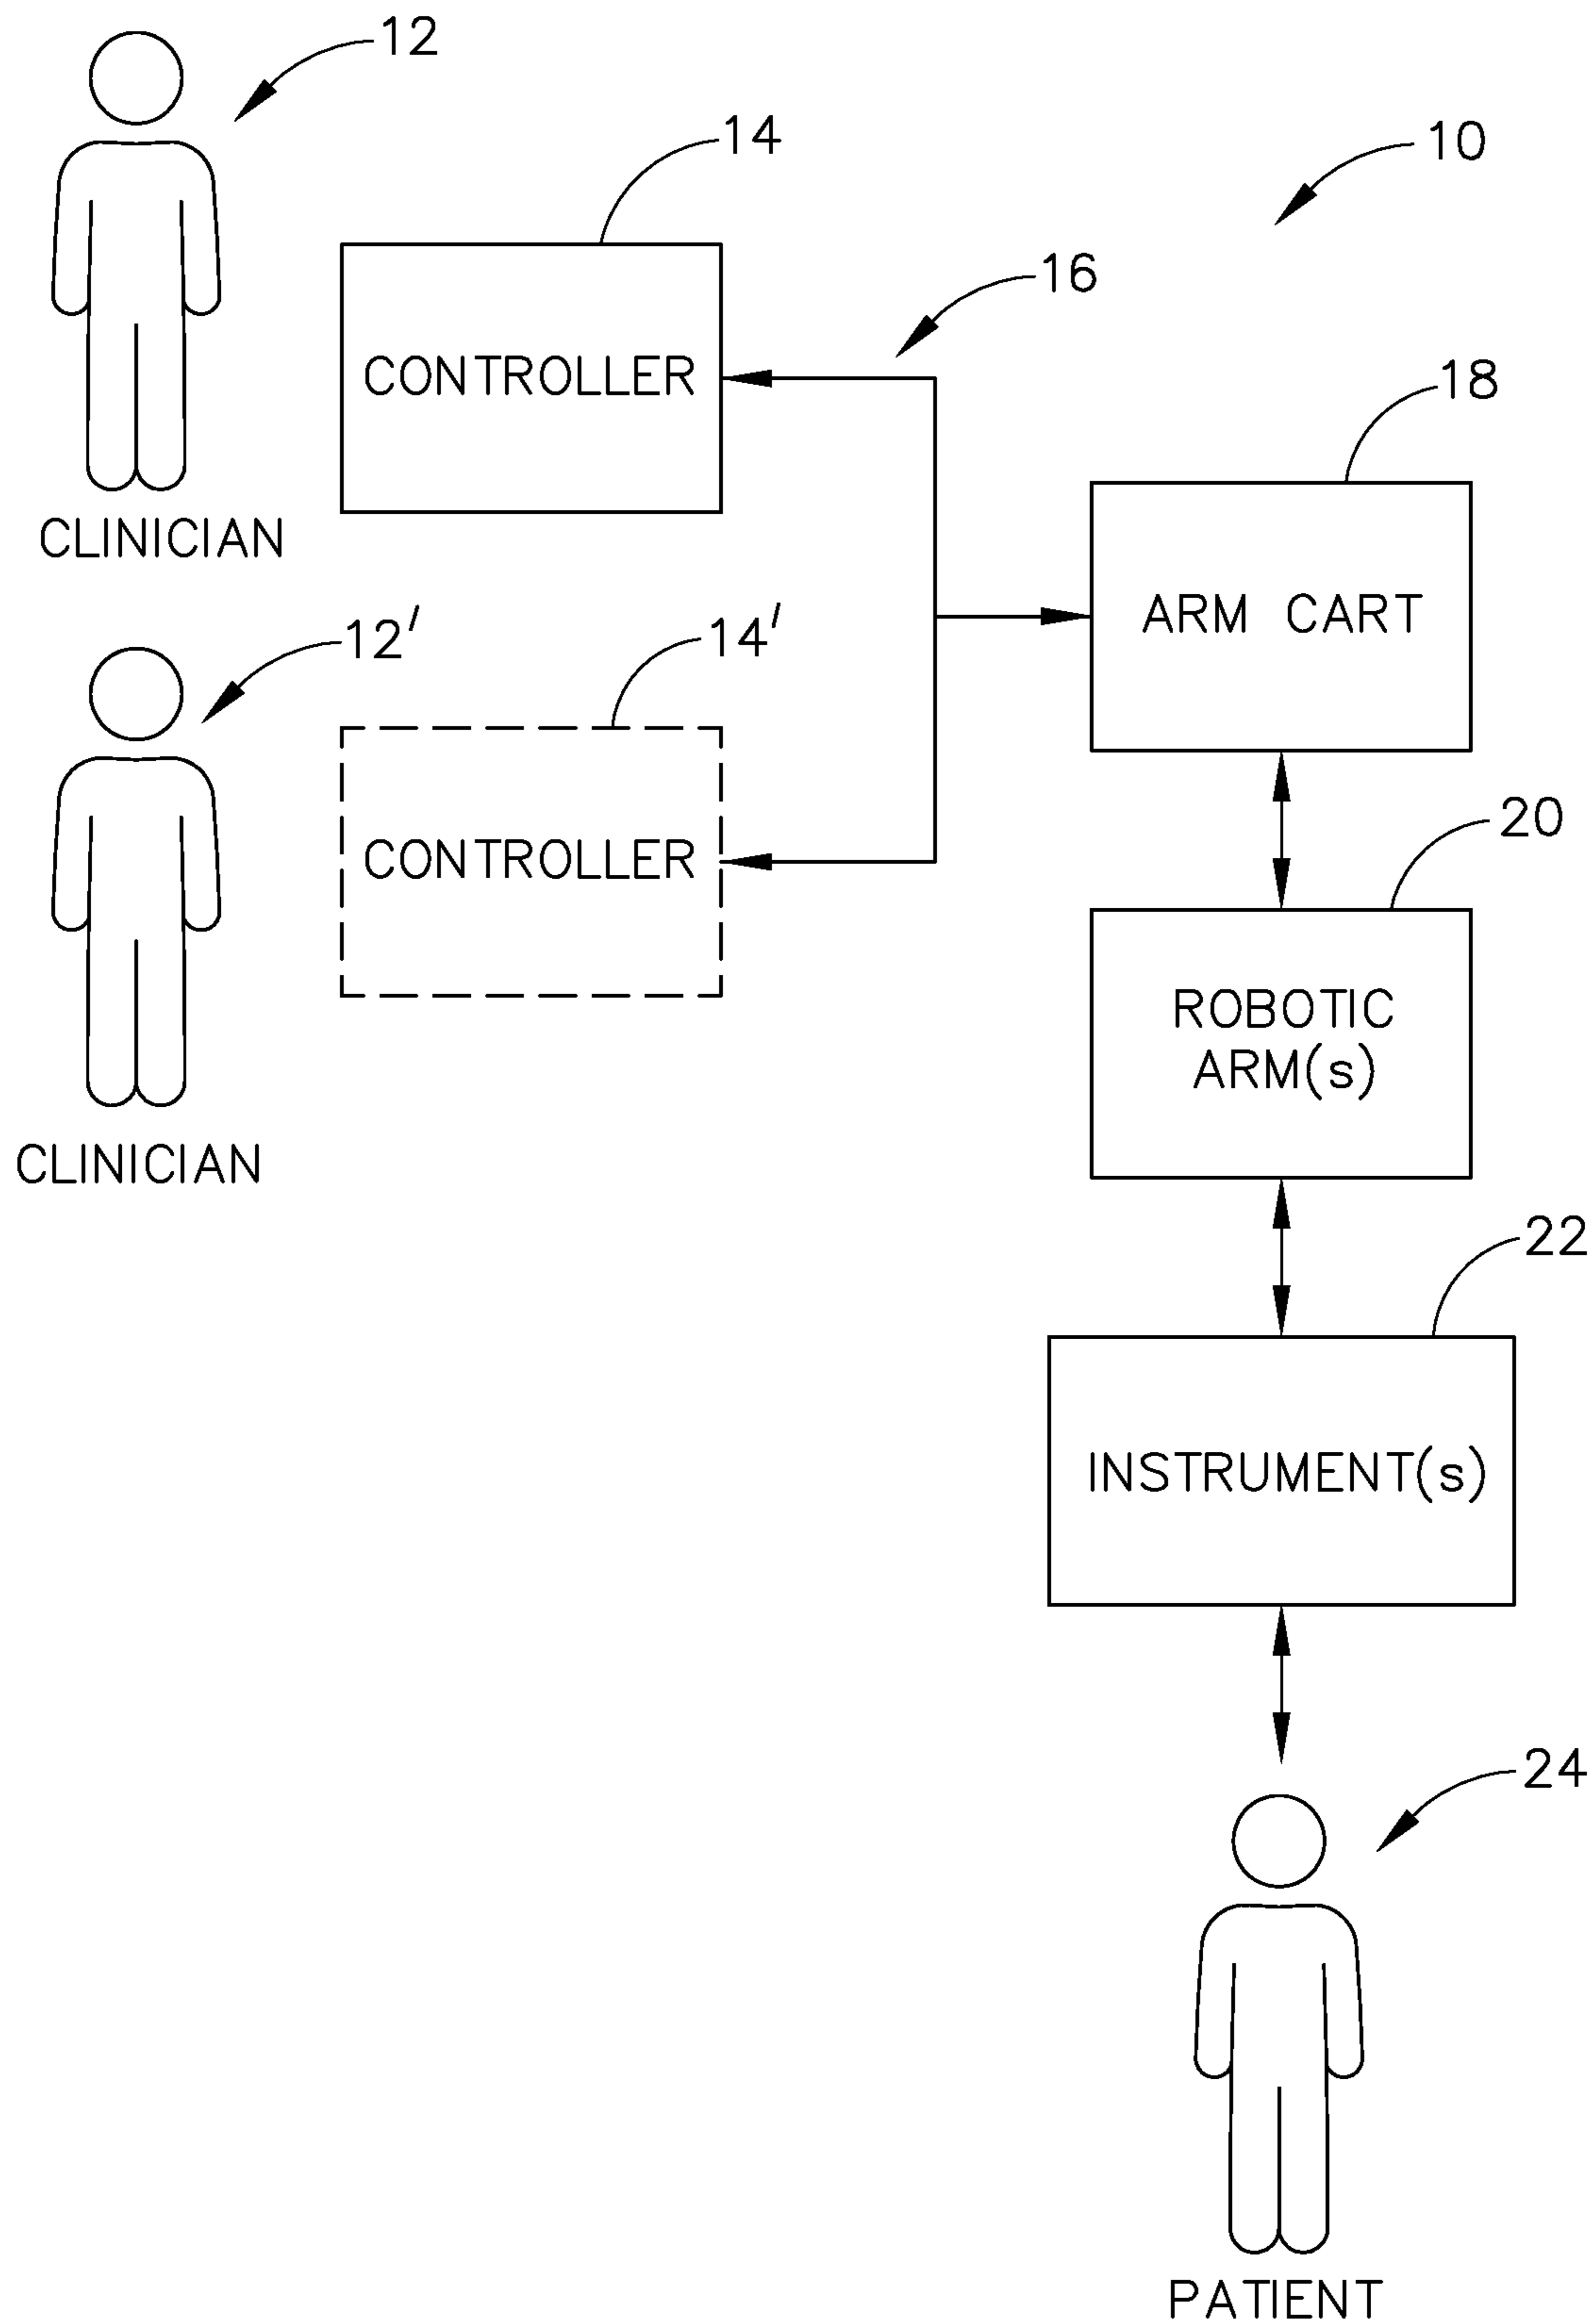 12
14
10
16
CONTROLLER
18
CLINICIAN
ARM CART
12'
14'
CONTROLLER
20
ROBOTIC
ARM(s)
CLINICIAN
22
INSTRUMENT(s)
24
PATIENT